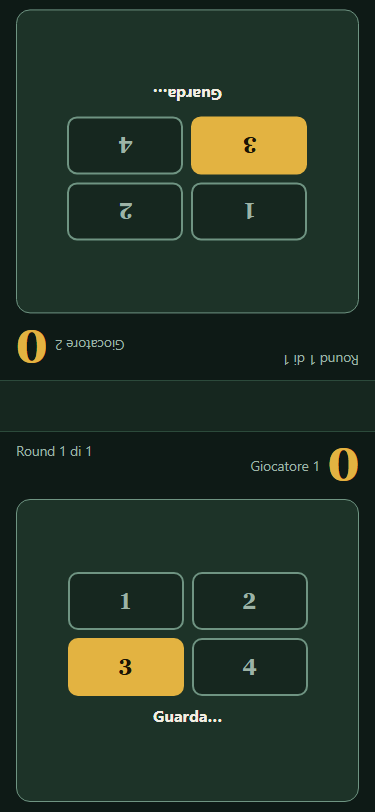 Guarda...
4 3
2 1
0 Giocatore 2
Round 1 di 1
Round 1 di 1
Giocatore 1 0
1 2
3 4
Guarda...